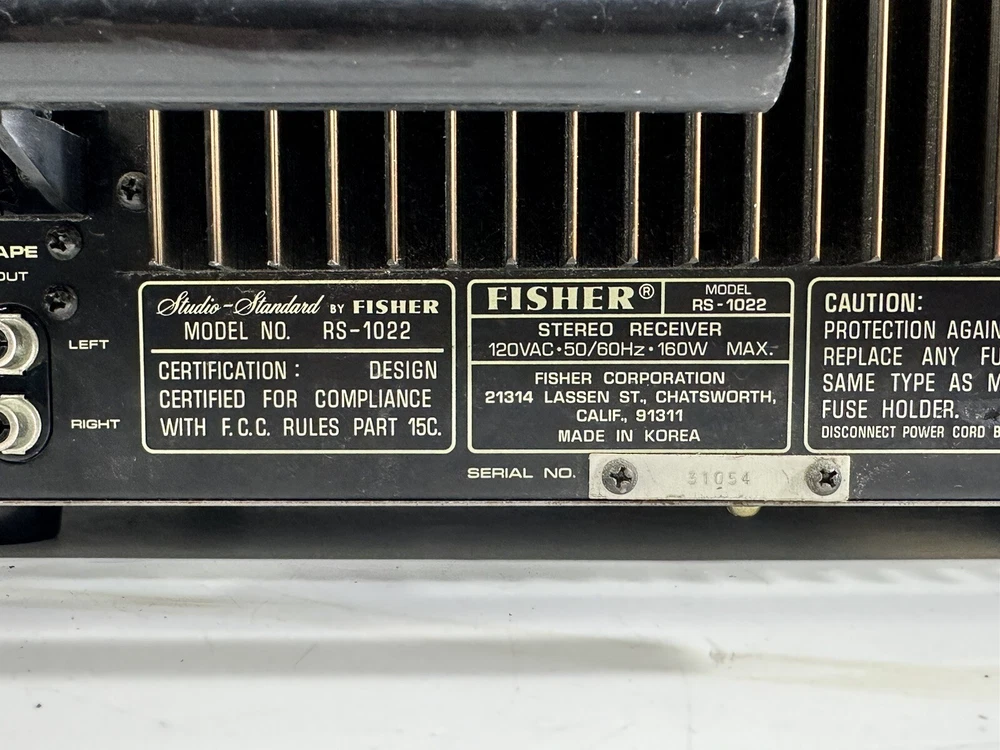 APE
OUT
LEFT
RIGHT
Studio-Standard BY FISHER
MODEL NO. RS-1022
CERTIFICATION: DESIGN
CERTIFIED FOR COMPLIANCE
WITH F.C.C. RULES PART 15C.
FISHER® MODEL
RS-1022
STEREO RECEIVER
120VAC•50/60Hz•160W MAX.
FISHER CORPORATION
21314 LASSEN ST., CHATSWORTH,
CALIF., 91311
MADE IN KOREA
SERIAL NO. 31054
CAUTION:
PROTECTION AGAIN
REPLACE ANY FU
SAME TYPE AS M
FUSE HOLDER.
DISCONNECT POWER CORD B